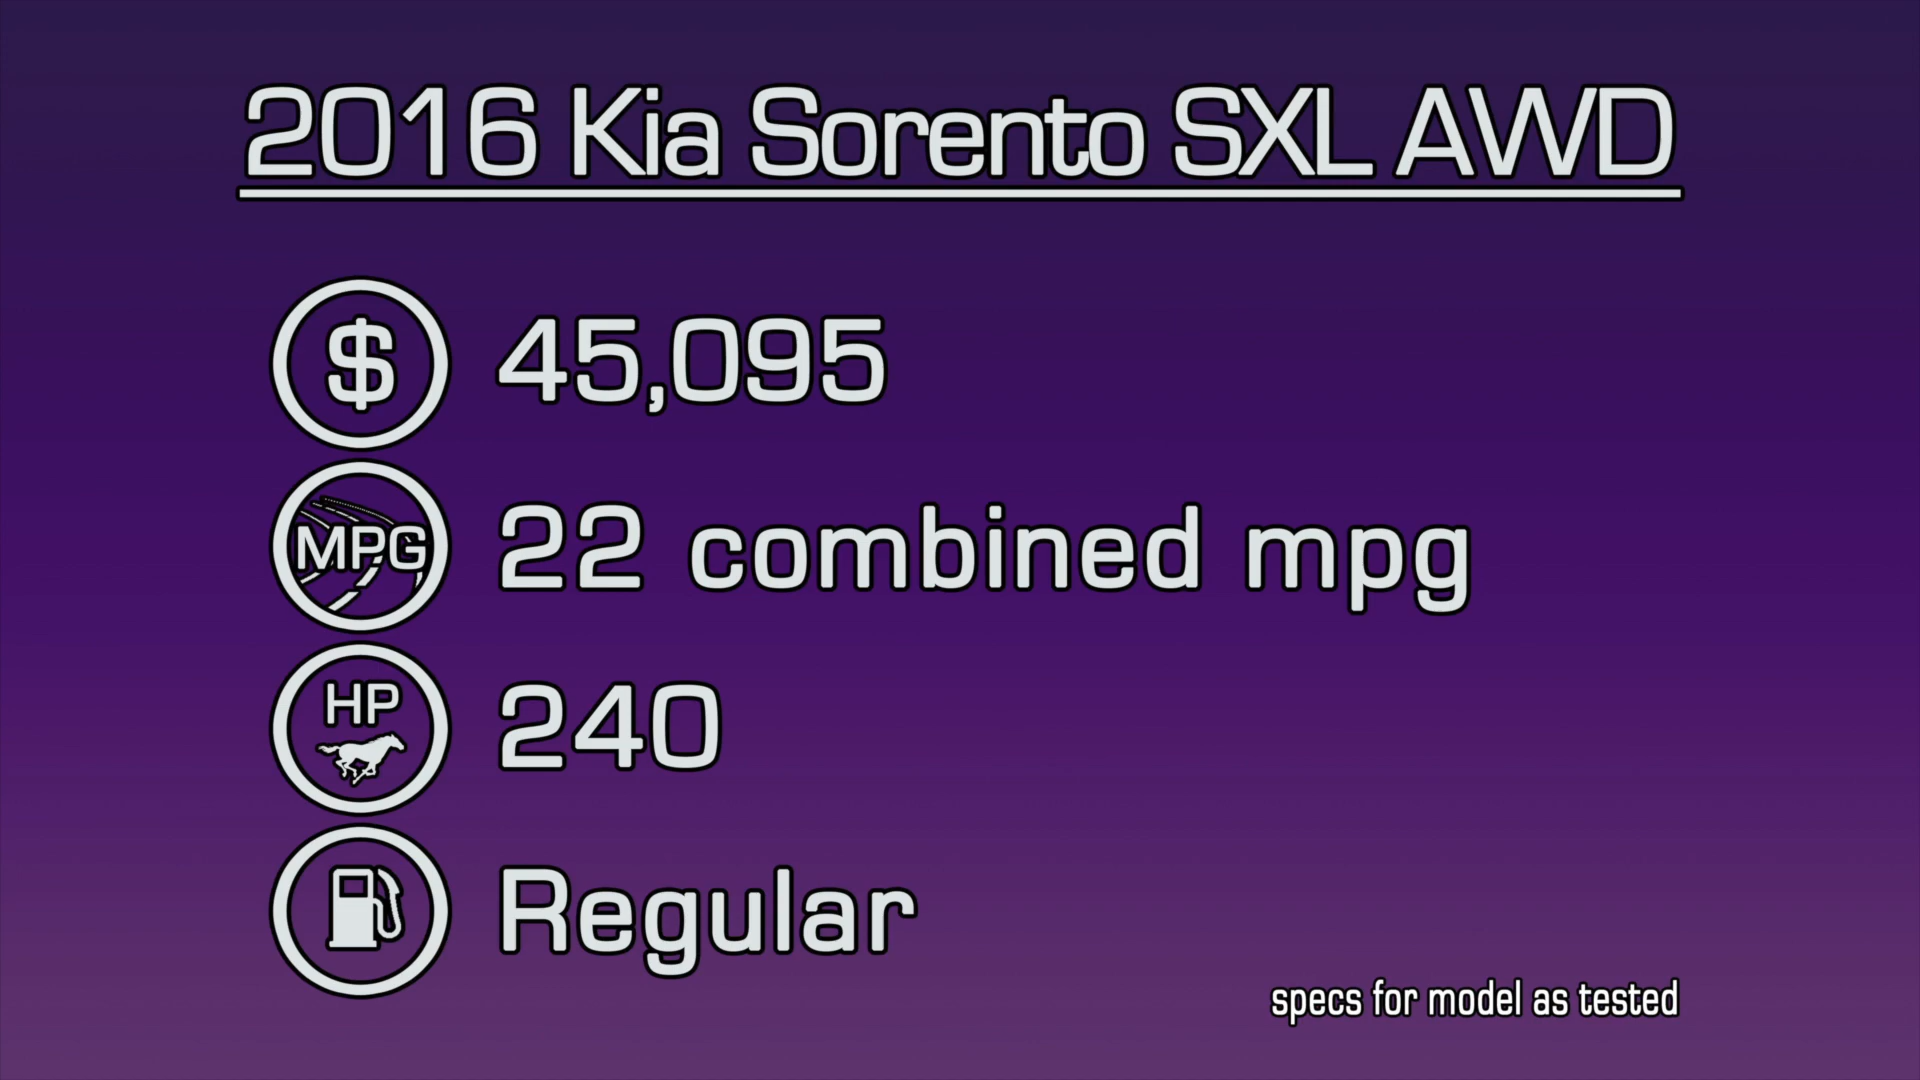 2016 Kia Sorento SXL AWD
$ 45,095
MPG 22 combined mpg
HP 240
Regular
specs for model as tested